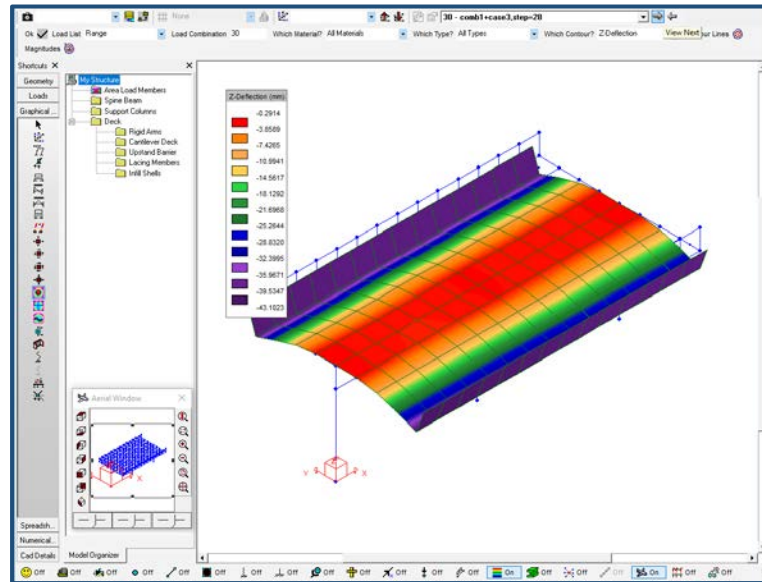 None
30 - comb1+case3,step=20
Ok Load List Range Load Combination 30 Which Material? All Materials Which Type? All Types Which Contour? Z-Deflection View Next our Lines
Magnitudes
Shortcuts
Geometry
Loads
Graphical ...
My Structure
Area Load Members
Spine Beam
Support Columns
Deck
Rigid Arms
Cantilever Deck
Upstand Barrier
Lacing Members
Infill Shells
Z-Deflection (mm)
-0.2914
-3.8589
-7.4265
-10.9941
-14.5617
-18.1292
-21.6968
-25.2644
-28.8320
-32.3995
-35.9671
-39.5347
-43.1023
Aerial Window
X
Y X
Spreadsh...
Numerical...
Cad Details
Model Organizer
Off Off Off Off Off Off Off Off Off Off Off Off Off On Off Off Off On Off Off